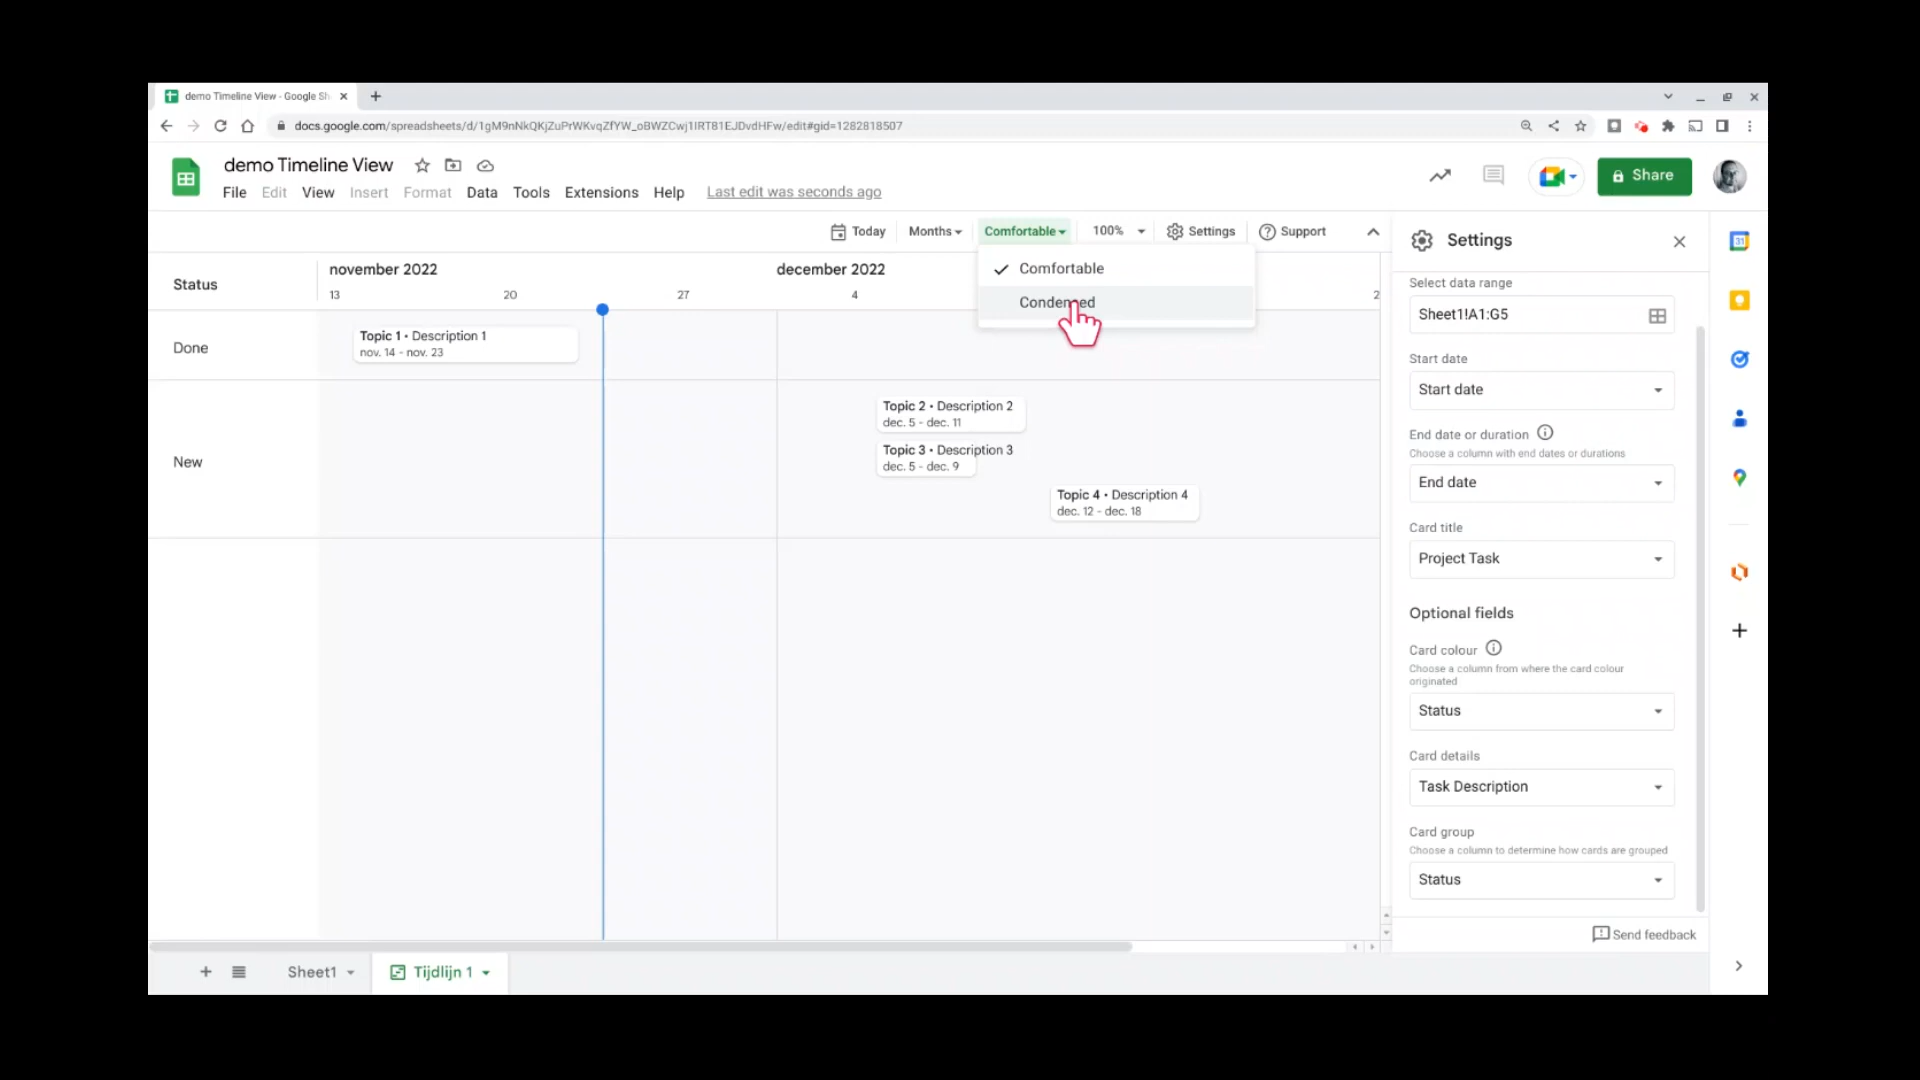 demo Timeline View - Google Sh
docs.google.com/spreadsheets/d/1gM9nNkQKjZuPrWKvqZfYW_oBWZCwj1IRT81EJDvdHFw/edit#gid=1282818507
demo Timeline View
File Edit View Insert Format Data Tools Extensions Help Last edit was seconds ago
Share
Today Months Comfortable 100% Settings Support
Comfortable
Condensed
Status
november 2022 december 2022
13 20 27 4 2
Done
Topic 1 • Description 1
nov. 14 - nov. 23
New
Topic 2 • Description 2
dec. 5 - dec. 11
Topic 3 • Description 3
dec. 5 - dec. 9
Topic 4 • Description 4
dec. 12 - dec. 18
Settings
Select data range
Sheet1!A1:G5
Start date
Start date
End date or duration
Choose a column with end dates or durations
End date
Card title
Project Task
Optional fields
Card colour
Choose a column from where the card colour
originated
Status
Card details
Task Description
Card group
Choose a column to determine how cards are grouped
Status
Send feedback
31
Sheet1 Tijdlijn 1